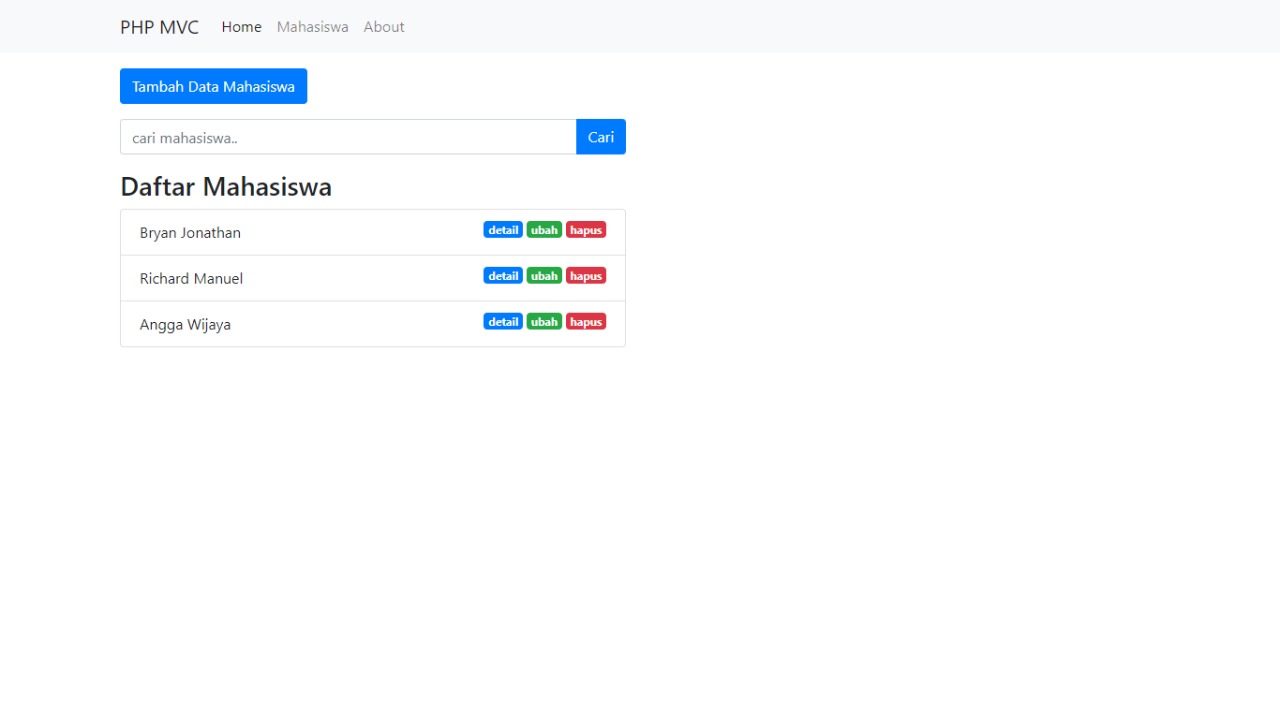 PHP MVC Home Mahasiswa About
Tambah Data Mahasiswa
cari mahasiswa.. Cari
Daftar Mahasiswa
Bryan Jonathan detail ubah hapus
Richard Manuel detail ubah hapus
Angga Wijaya detail ubah hapus